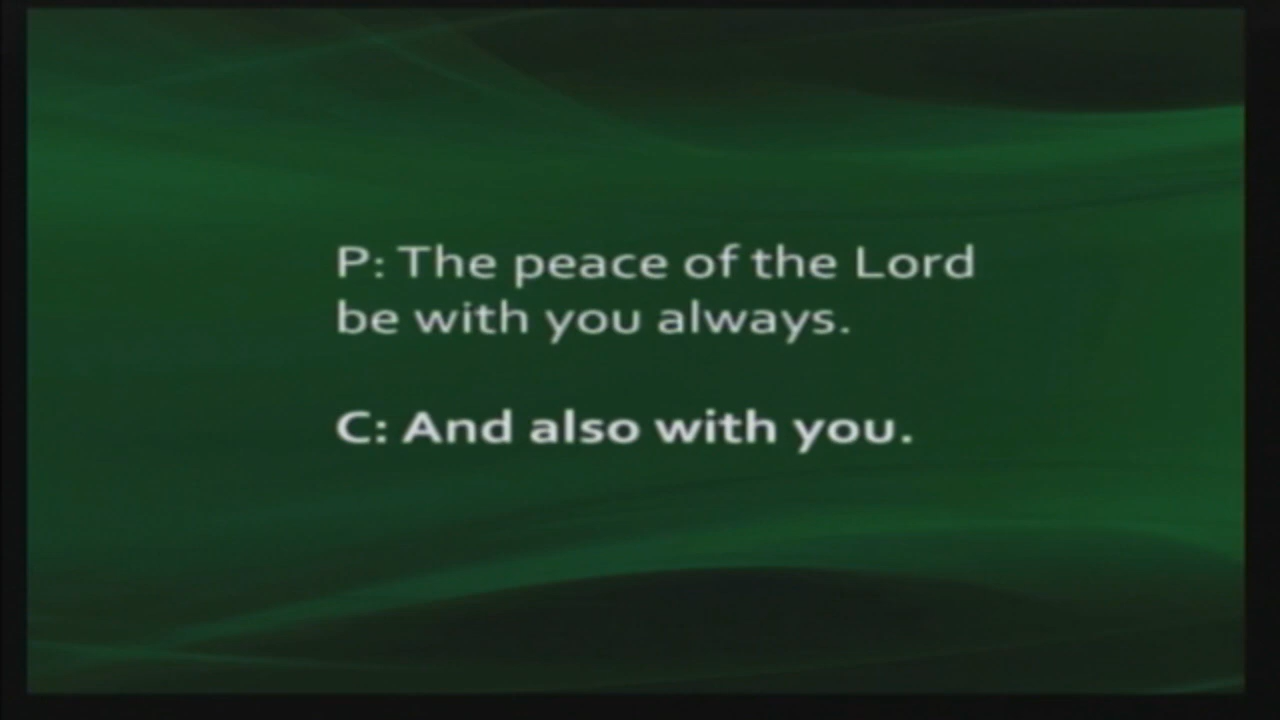 P: The peace of the Lord
be with you always.
C: And also with you.